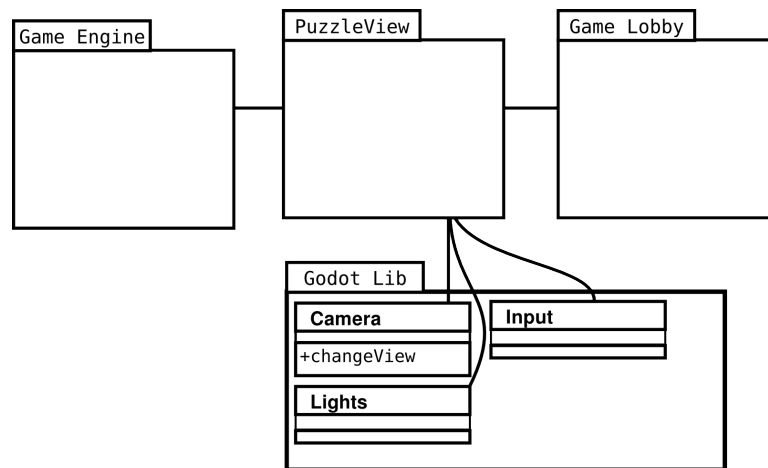 Game Engine
PuzzleView
Game Lobby
Godot Lib
Camera
+changeView
Lights
Input